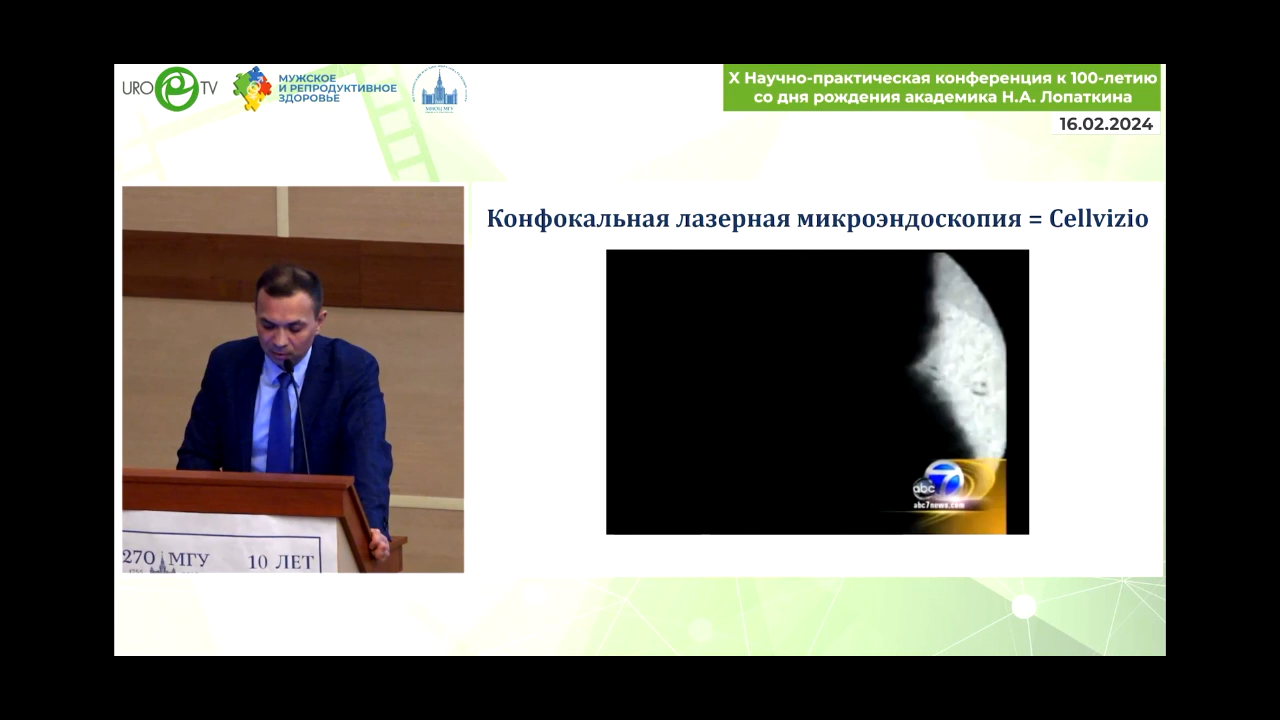 URO TV
МУЖСКОЕ
И РЕПРОДУКТИВНОЕ
ЗДОРОВЬЕ
X Научно-практическая конференция к 100-летию
со дня рождения академика Н.А. Лопаткина
16.02.2024
Конфокальная лазерная микроэндоскопия = Cellvizio
abc 7
abc7news.com
270 МГУ 10 ЛЕТ